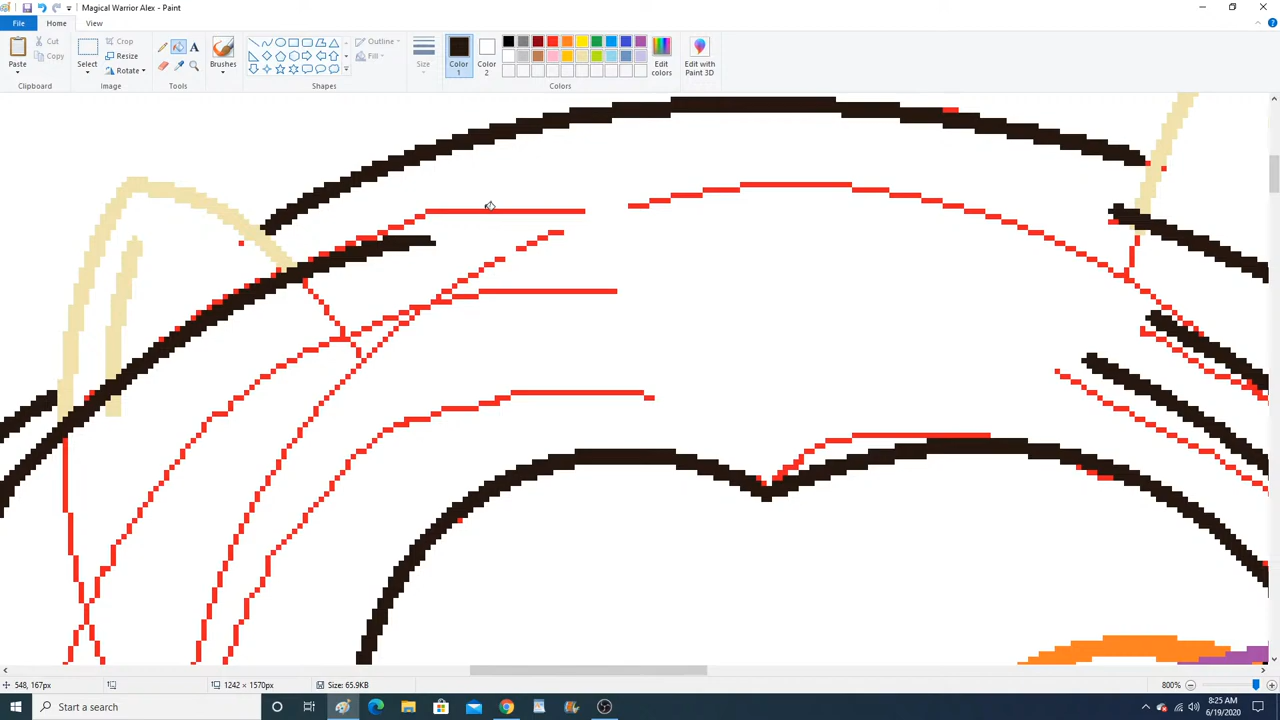 Magical Warrior Alex - Paint
File Home View
Paste
Cut
Copy
Clipboard
Select
Crop
Resize
Rotate
Image
A
Tools
Brushes
Outline
Fill
Shapes
Size
Color 1
Color 2
Edit colors
Colors
Edit with Paint 3D
548, 167px
1242 × 1570px
Size: 65.9KB
800%
Start a search
8:25 AM
6/19/2020